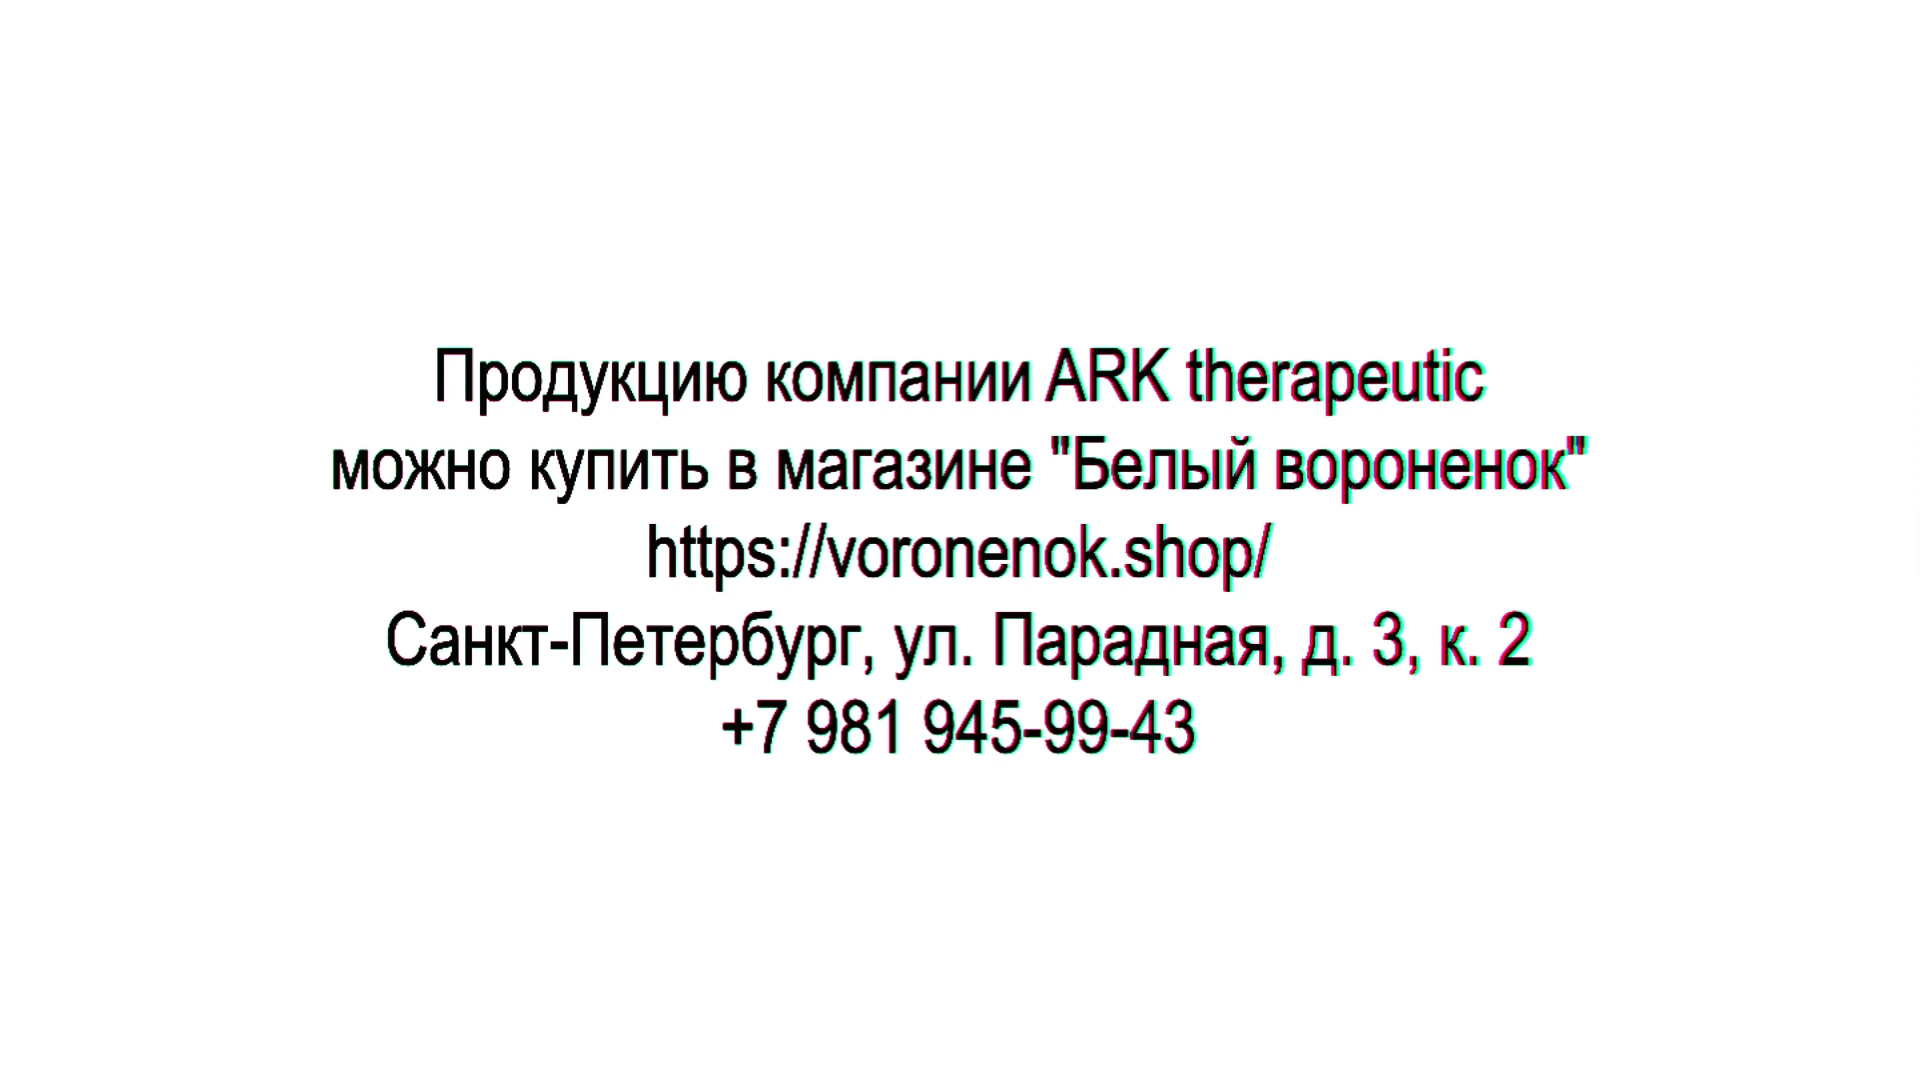 Продукцию компании ARK therapeutic
можно купить в магазине "Белый вороненок"
https://voronenok.shop/
Санкт-Петербург, ул. Парадная, д. 3, к. 2
+7 981 945-99-43